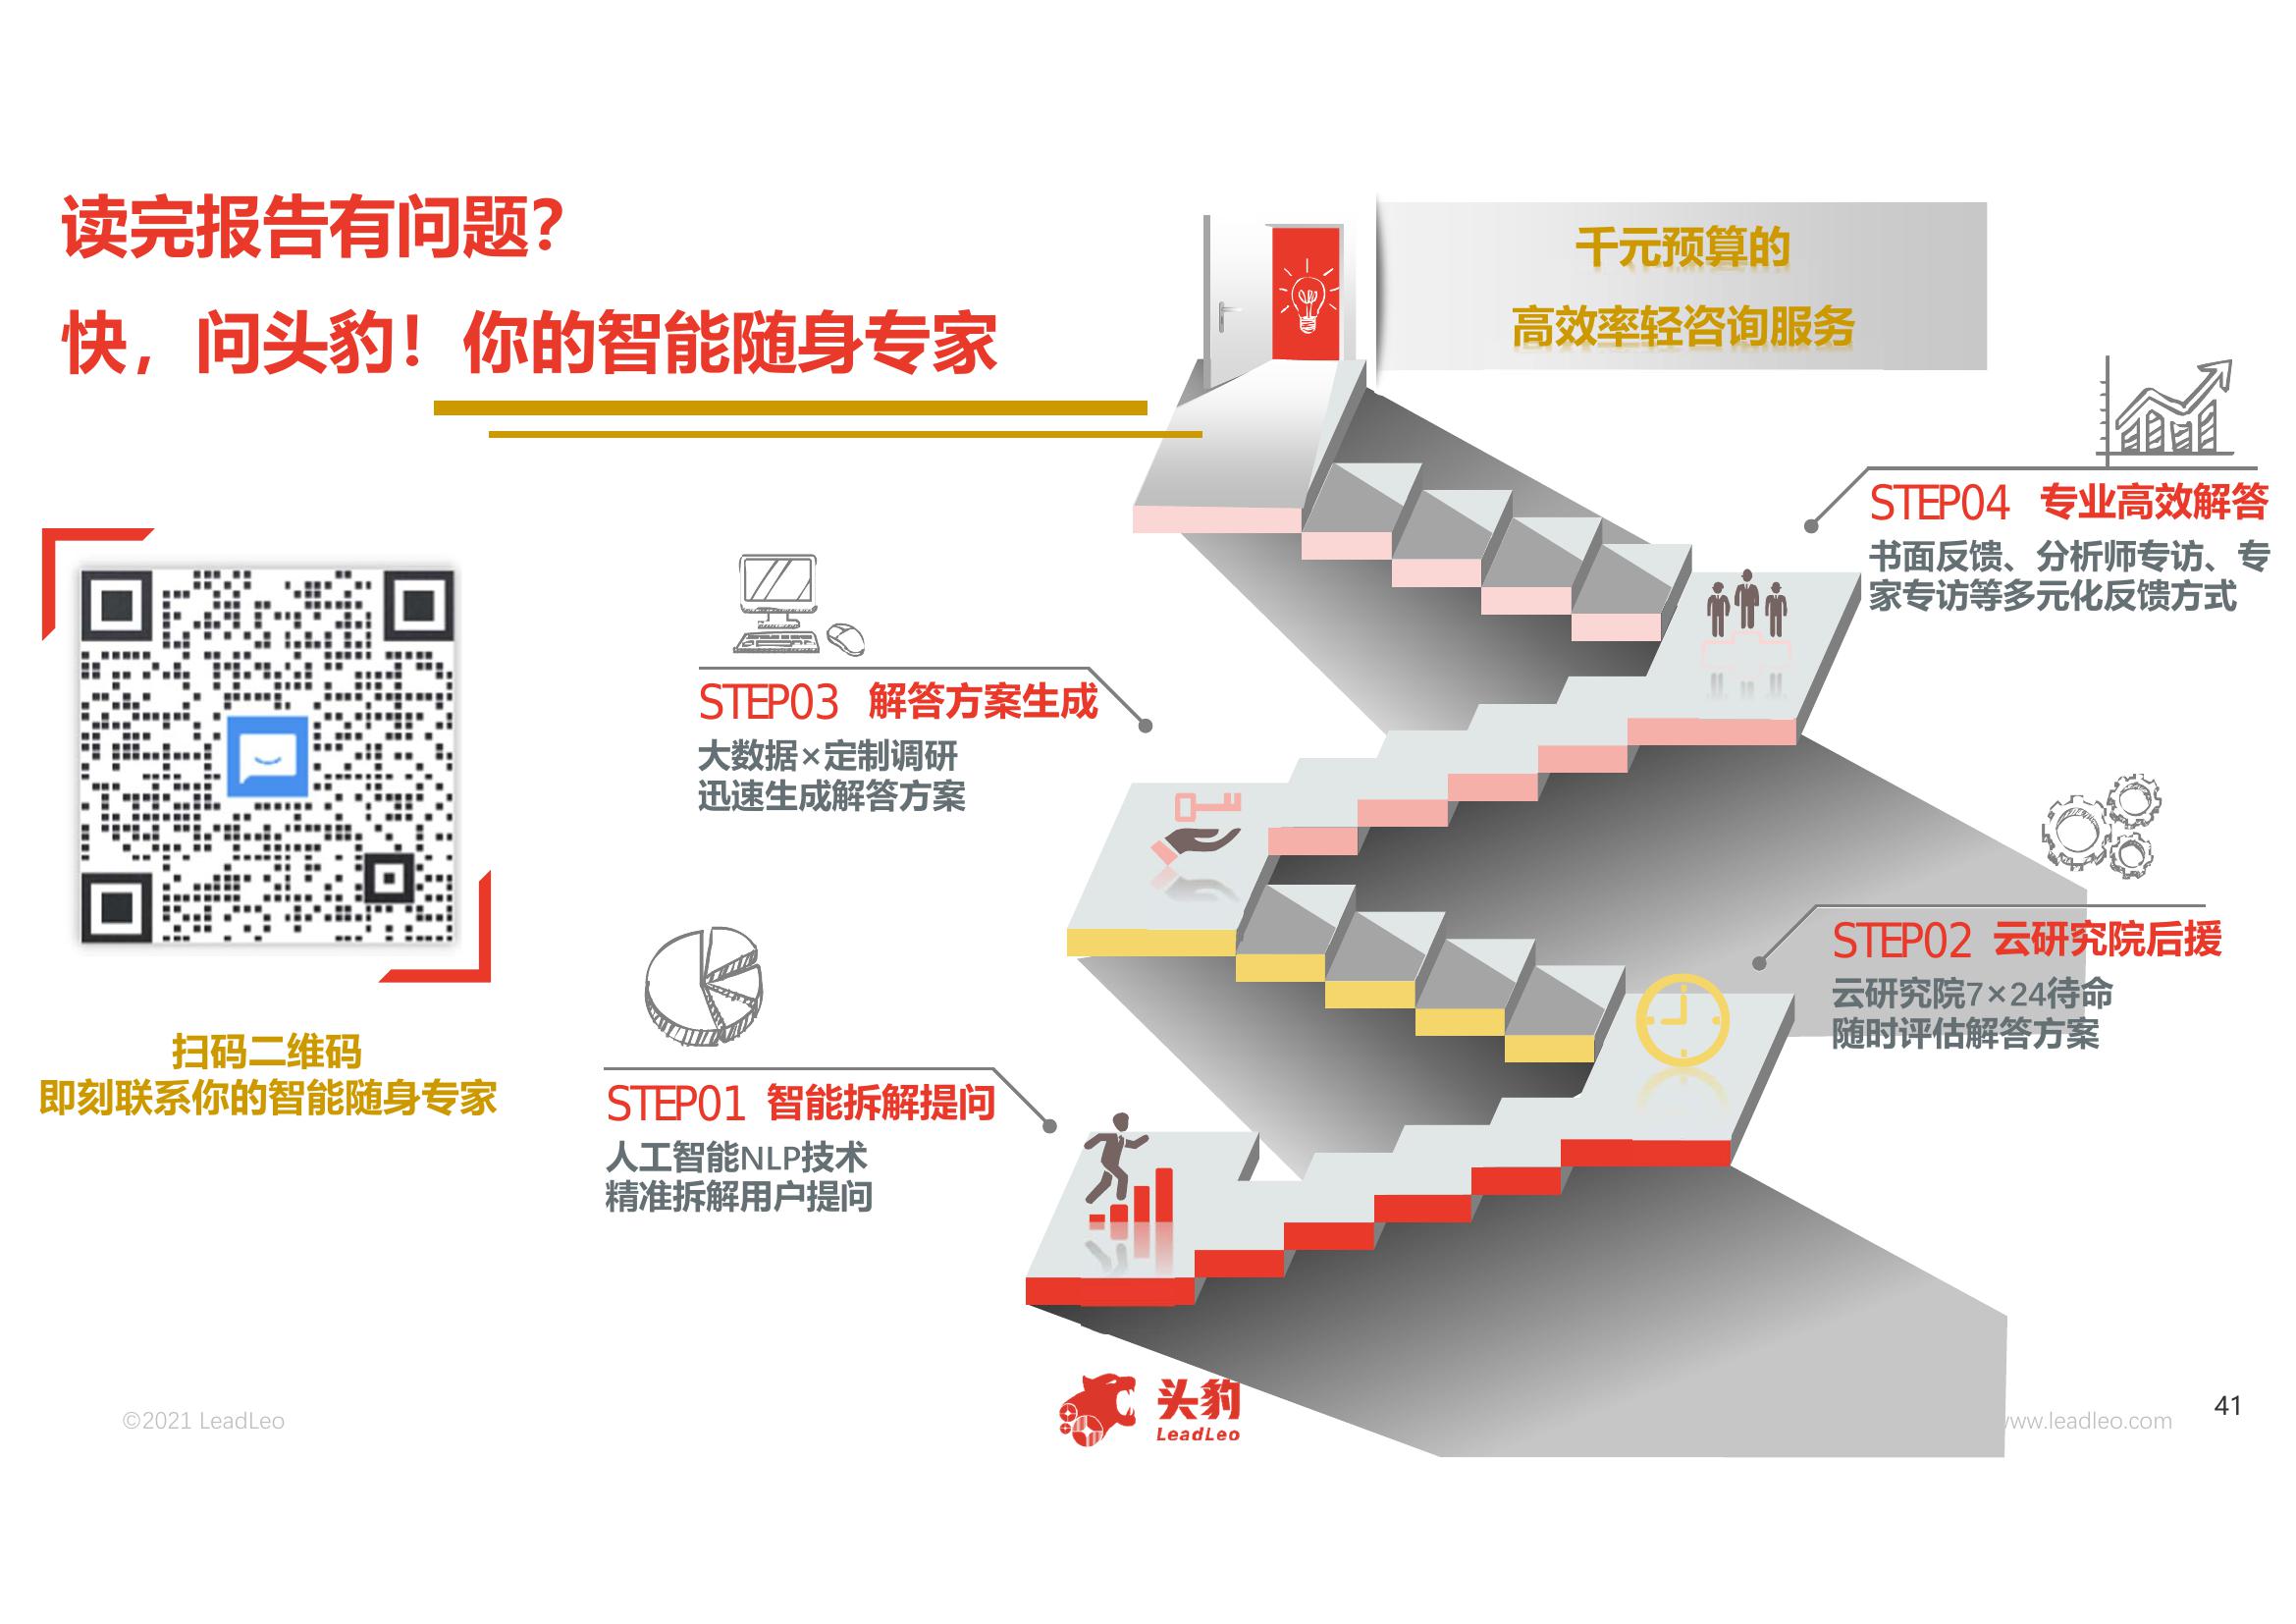 读完报告有问题？
快，问头豹！你的智能随身专家
千元预算的
高效率轻咨询服务
STEP04 专业高效解答
书面反馈、分析师专访、专
家专访等多元化反馈方式
STEP03 解答方案生成
大数据×定制调研
迅速生成解答方案
STEP02 云研究院后援
云研究院7×24待命
随时评估解答方案
STEP01 智能拆解提问
人工智能NLP技术
精准拆解用户提问
扫码二维码
即刻联系你的智能随身专家
©2021 LeadLeo
头豹
LeadLeo
www.leadleo.com
41